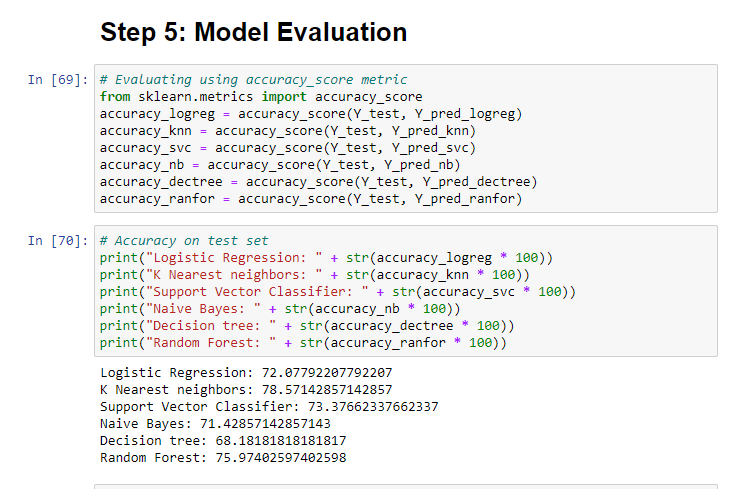 Step 5: Model Evaluation
In [69]: # Evaluating using accuracy_score metric
from sklearn.metrics import accuracy_score
accuracy_logreg = accuracy_score(Y_test, Y_pred_logreg)
accuracy_knn = accuracy_score(Y_test, Y_pred_knn)
accuracy_svc = accuracy_score(Y_test, Y_pred_svc)
accuracy_nb = accuracy_score(Y_test, Y_pred_nb)
accuracy_dectree = accuracy_score(Y_test, Y_pred_dectree)
accuracy_ranfor = accuracy_score(Y_test, Y_pred_ranfor)
In [70]: # Accuracy on test set
print("Logistic Regression: " + str(accuracy_logreg * 100))
print("K Nearest neighbors: " + str(accuracy_knn * 100))
print("Support Vector Classifier: " + str(accuracy_svc * 100))
print("Naive Bayes: " + str(accuracy_nb * 100))
print("Decision tree: " + str(accuracy_dectree * 100))
print("Random Forest: " + str(accuracy_ranfor * 100))
Logistic Regression: 72.07792207792207
K Nearest neighbors: 78.57142857142857
Support Vector Classifier: 73.37662337662337
Naive Bayes: 71.42857142857143
Decision tree: 68.18181818181817
Random Forest: 75.97402597402598